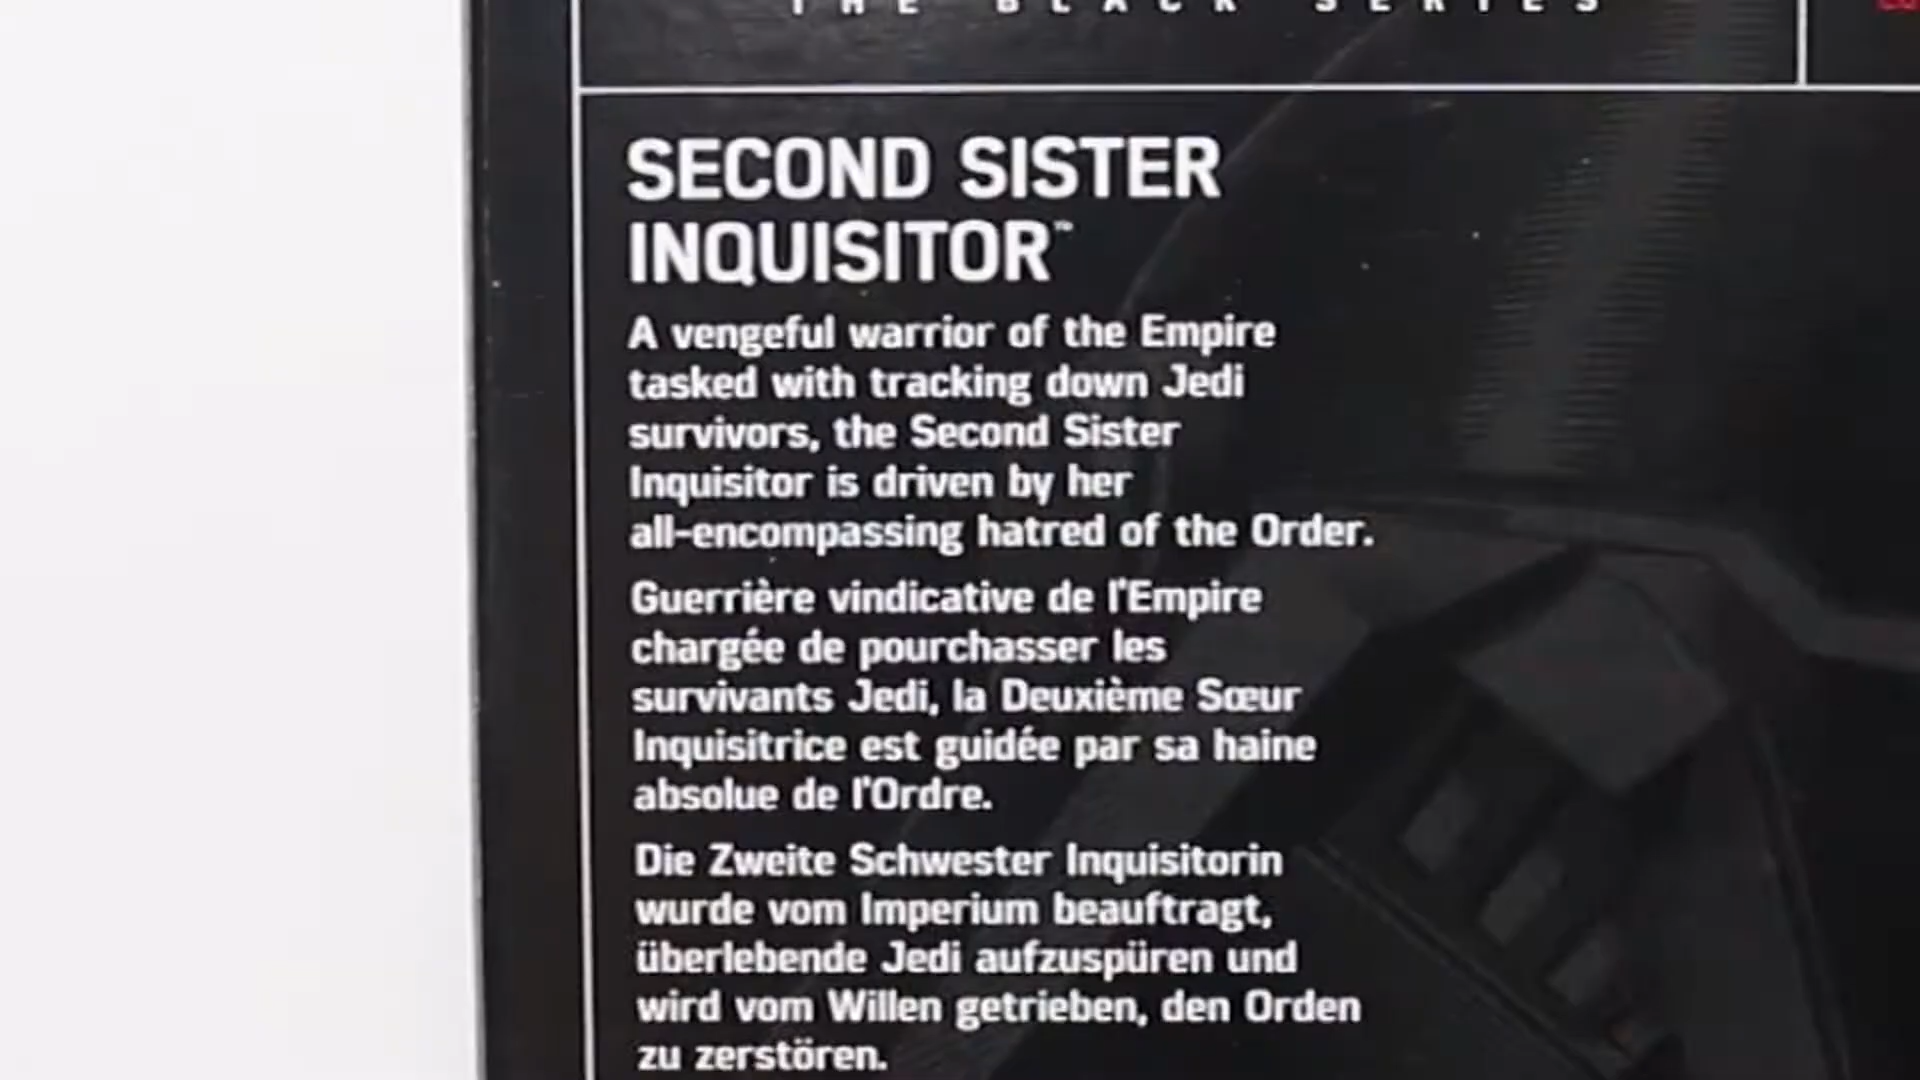 THE BLACK SERIES
SECOND SISTER
INQUISITOR™
A vengeful warrior of the Empire
tasked with tracking down Jedi
survivors, the Second Sister
Inquisitor is driven by her
all-encompassing hatred of the Order.
Guerrière vindicative de l'Empire
chargée de pourchasser les
survivants Jedi, la Deuxième Sœur
Inquisitrice est guidée par sa haine
absolue de l'Ordre.
Die Zweite Schwester Inquisitorin
wurde vom Imperium beauftragt,
überlebende Jedi aufzuspüren und
wird vom Willen getrieben, den Orden
zu zerstören.